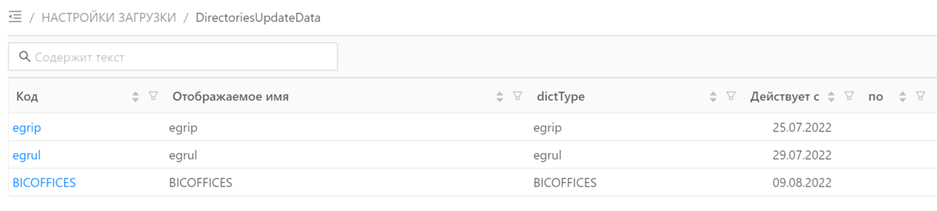 / НАСТРОЙКИ ЗАГРУЗКИ / DirectoriesUpdateData
Содержит текст
Код Отображаемое имя dictType Действует с по
egrip egrip egrip 25.07.2022
egrul egrul egrul 29.07.2022
BICOFFICES BICOFFICES BICOFFICES 09.08.2022